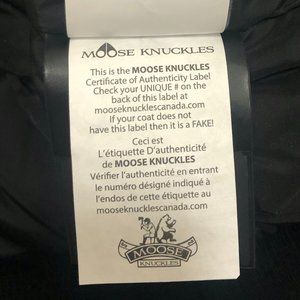 MOOSE KNUCKLES
This is the MOOSE KNUCKLES
Certificate of Authenticity Label
Check your UNIQUE # on the
back of this label at
mooseknucklescanada.com
If your coat does not
have this label then it is a FAKE!
Ceci est
L'étiquette D'authenticité
de MOOSE KNUCKLES
Vérifier l'authenticité en entrant
le numéro désigné indiqué à
l'endos de cette étiquette au
mooseknucklescanada.com
MOOSE
KNUCKLES